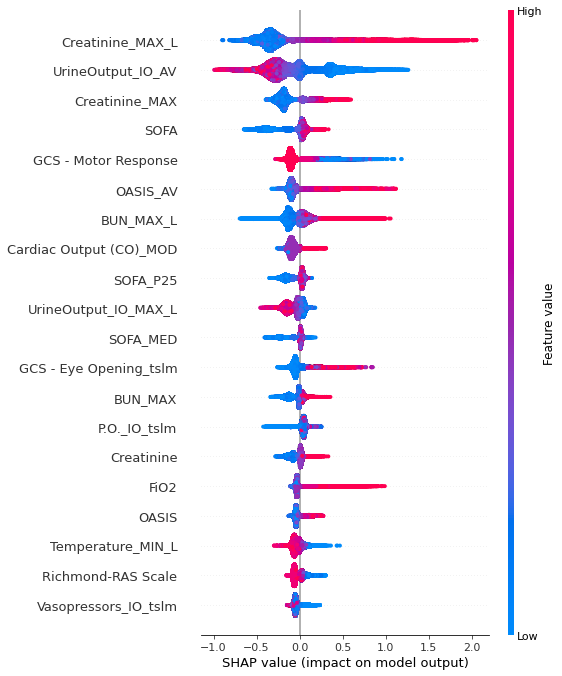 High
Creatinine_MAX_L
UrineOutput_IO_AV
Creatinine_MAX
SOFA
GCS - Motor Response
OASIS_AV
BUN_MAX_L
Cardiac Output (CO)_MOD
SOFA_P25
UrineOutput_IO_MAX_L
SOFA_MED
GCS - Eye Opening_tslm
BUN_MAX
P.O._IO_tslm
Creatinine
FiO2
OASIS
Temperature_MIN_L
Richmond-RAS Scale
Vasopressors_IO_tslm
Feature value
Low
−1.0 −0.5 0.0 0.5 1.0 1.5 2.0
SHAP value (impact on model output)